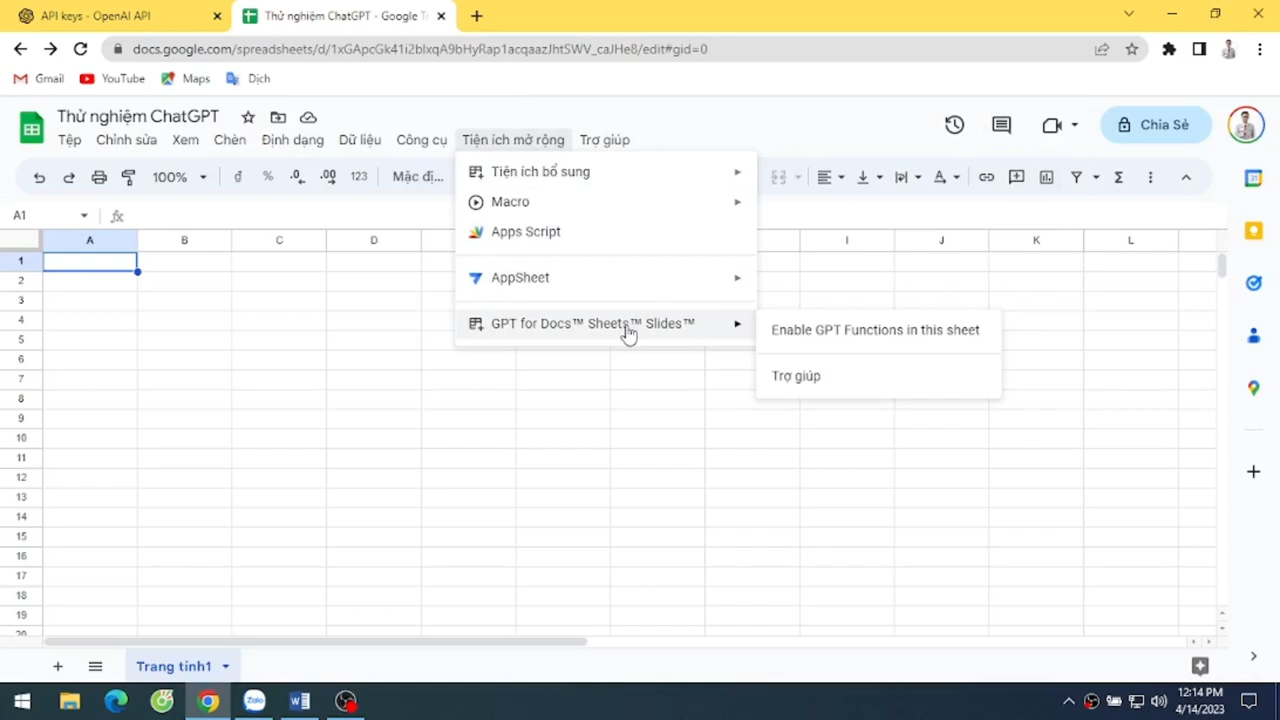 API keys - OpenAI API
Thử nghiệm ChatGPT - Google Tr
docs.google.com/spreadsheets/d/1xGApcGk41i2blxqA9bHyRap1acqaazJhtSWV_caJHe8/edit#gid=0
Gmail YouTube Maps Dịch
Thử nghiệm ChatGPT
Tệp Chỉnh sửa Xem Chèn Định dạng Dữ liệu Công cụ Tiện ích mở rộng Trợ giúp
Chia Sẻ
100% đ % .0 .00 123 Mặc đị...
Tiện ích bổ sung
Macro
Apps Script
AppSheet
GPT for Docs™ Sheets™ Slides™
Enable GPT Functions in this sheet
Trợ giúp
A1 fx
A B C D I J K L
1
2
3
4
5
6
7
8
9
10
11
12
13
14
15
16
17
18
19
20
Trang tính1
Zalo
12:14 PM
4/14/2023